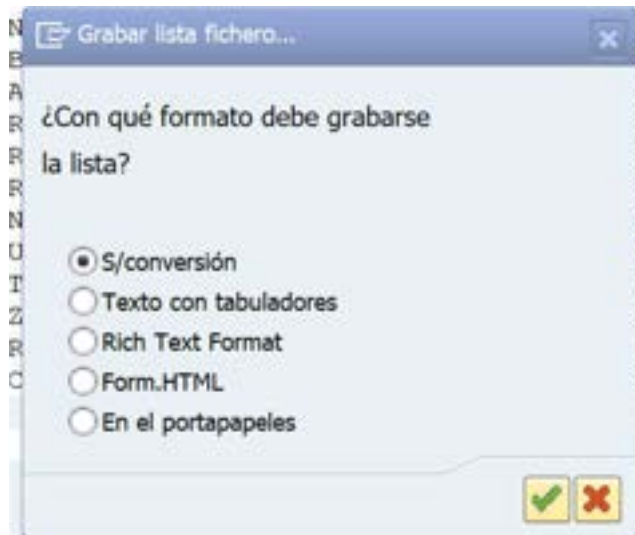 Grabar lista fichero...
¿Con qué formato debe grabarse
la lista?
S/conversión
Texto con tabuladores
Rich Text Format
Form.HTML
En el portapapeles
N
E
A
R
R
R
N
U
T
Z
R
C